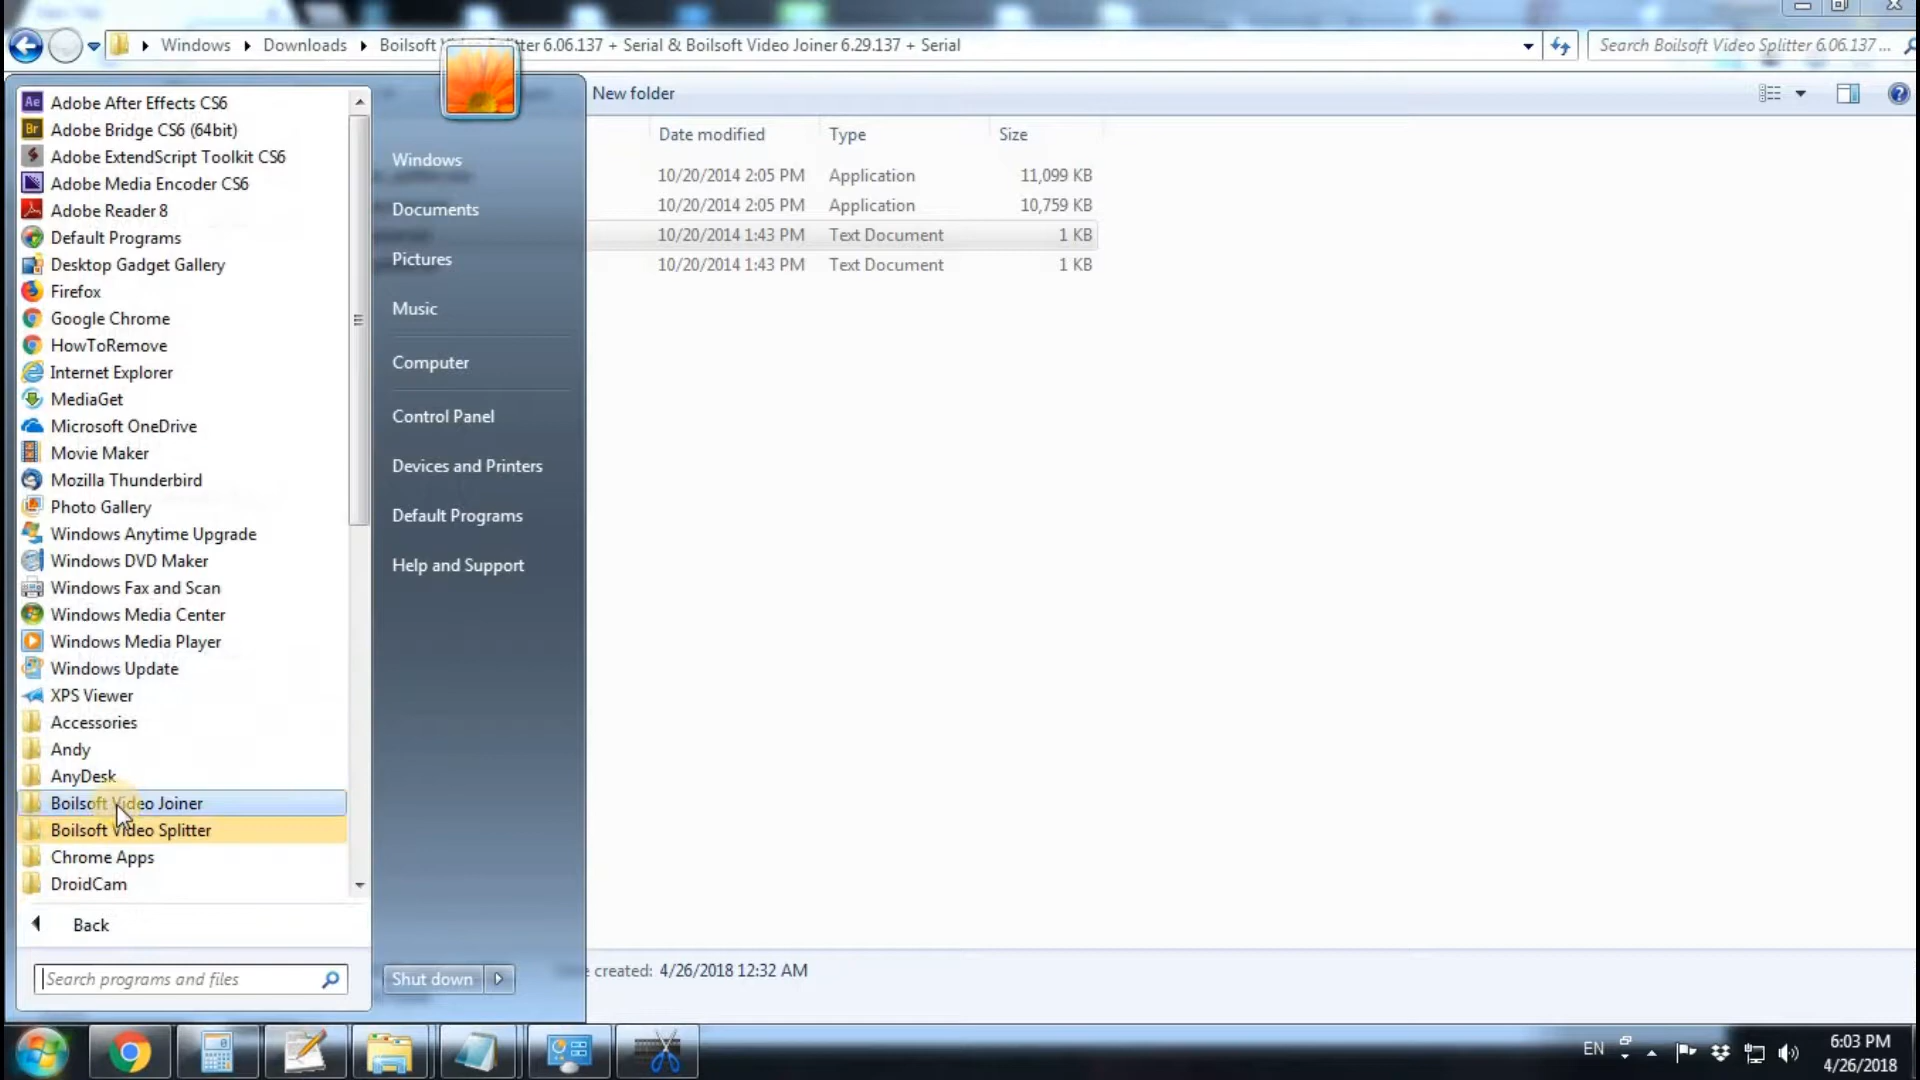 Windows
Downloads
Boilsoft Splitter 6.06.137 + Serial & Boilsoft Video Joiner 6.29.137 + Serial
Search Boilsoft Video Splitter 6.06.137 ...
New folder
Date modified Type Size
10/20/2014 2:05 PM Application 11,099 KB
10/20/2014 2:05 PM Application 10,759 KB
10/20/2014 1:43 PM Text Document 1 KB
10/20/2014 1:43 PM Text Document 1 KB
Ae Adobe After Effects CS6
Br Adobe Bridge CS6 (64bit)
Adobe ExtendScript Toolkit CS6
Adobe Media Encoder CS6
Adobe Reader 8
Default Programs
Desktop Gadget Gallery
Firefox
Google Chrome
HowToRemove
Internet Explorer
MediaGet
Microsoft OneDrive
Movie Maker
Mozilla Thunderbird
Photo Gallery
Windows Anytime Upgrade
Windows DVD Maker
Windows Fax and Scan
Windows Media Center
Windows Media Player
Windows Update
XPS Viewer
Accessories
Andy
AnyDesk
Boilsoft Video Joiner
Boilsoft Video Splitter
Chrome Apps
DroidCam
Back
Search programs and files
Windows
Documents
Pictures
Music
Computer
Control Panel
Devices and Printers
Default Programs
Help and Support
Shut down
created: 4/26/2018 12:32 AM
EN
6:03 PM
4/26/2018